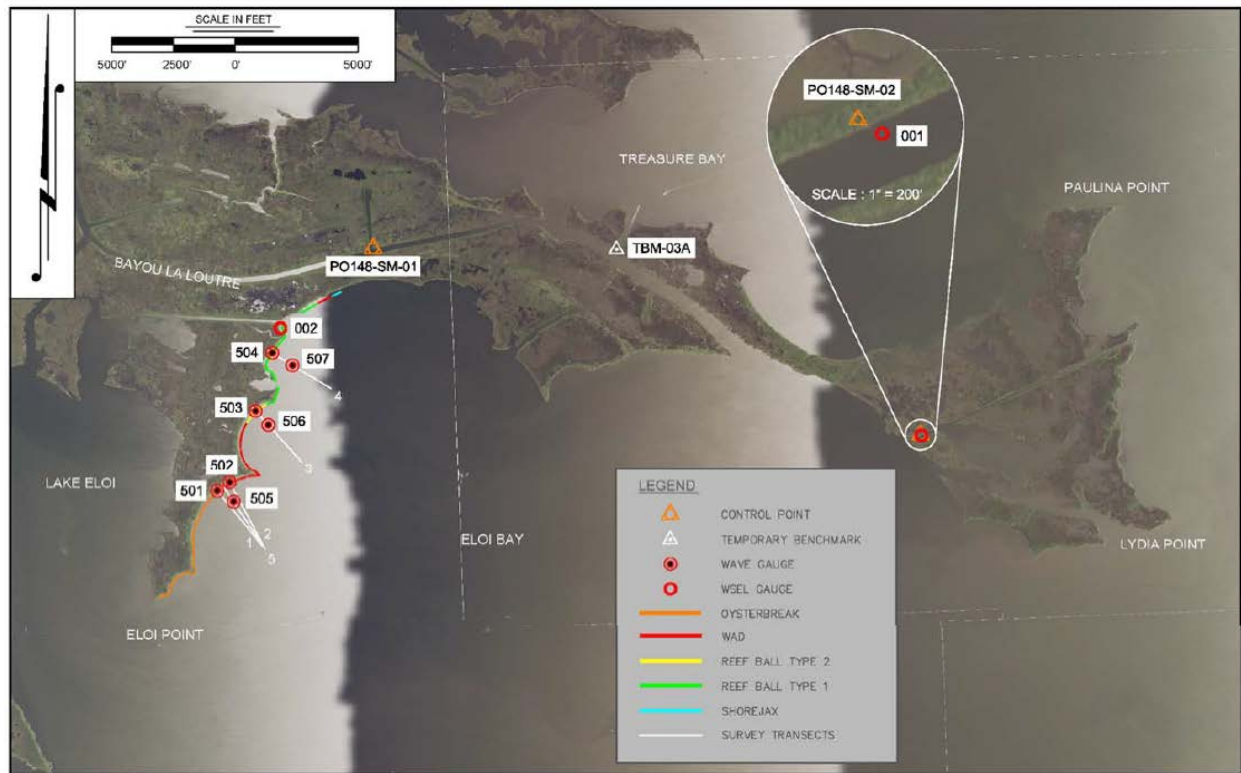 SCALE IN FEET
5000' 2500' 0' 5000'
PO148-SM-02
001
SCALE : 1" = 200'
TREASURE BAY
PAULINA POINT
TBM-03A
PO148-SM-01
BAYOU LA LOUTRE
002
504
507
4
503
506
3
502
501
505
LAKE ELOI
2
1
5
ELOI BAY
LYDIA POINT
ELOI POINT
LEGEND
CONTROL POINT
TEMPORARY BENCHMARK
WAVE GAUGE
WSEL GAUGE
OYSTERBREAK
WAD
REEF BALL TYPE 2
REEF BALL TYPE 1
SHOREJAX
SURVEY TRANSECTS